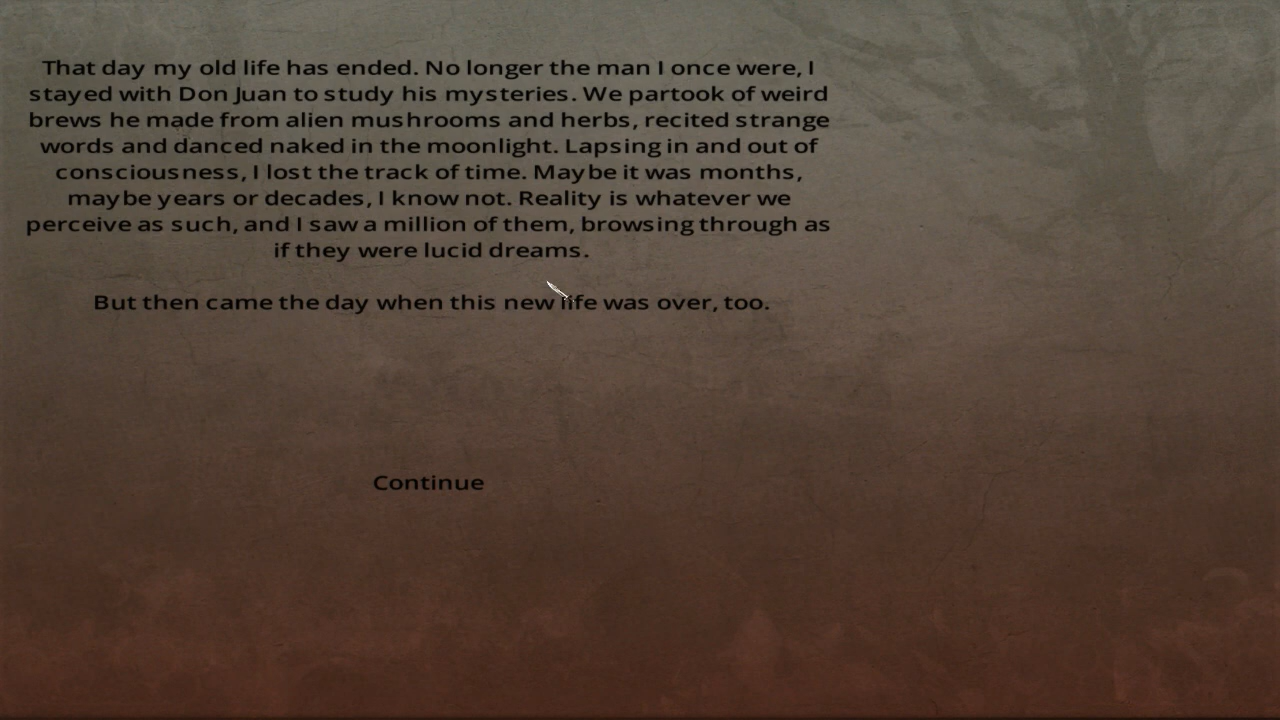 That day my old life has ended. No longer the man I once were, I
stayed with Don Juan to study his mysteries. We partook of weird
brews he made from alien mushrooms and herbs, recited strange
words and danced naked in the moonlight. Lapsing in and out of
consciousness, I lost the track of time. Maybe it was months,
maybe years or decades, I know not. Reality is whatever we
perceive as such, and I saw a million of them, browsing through as
if they were lucid dreams.
But then came the day when this new life was over, too.
Continue